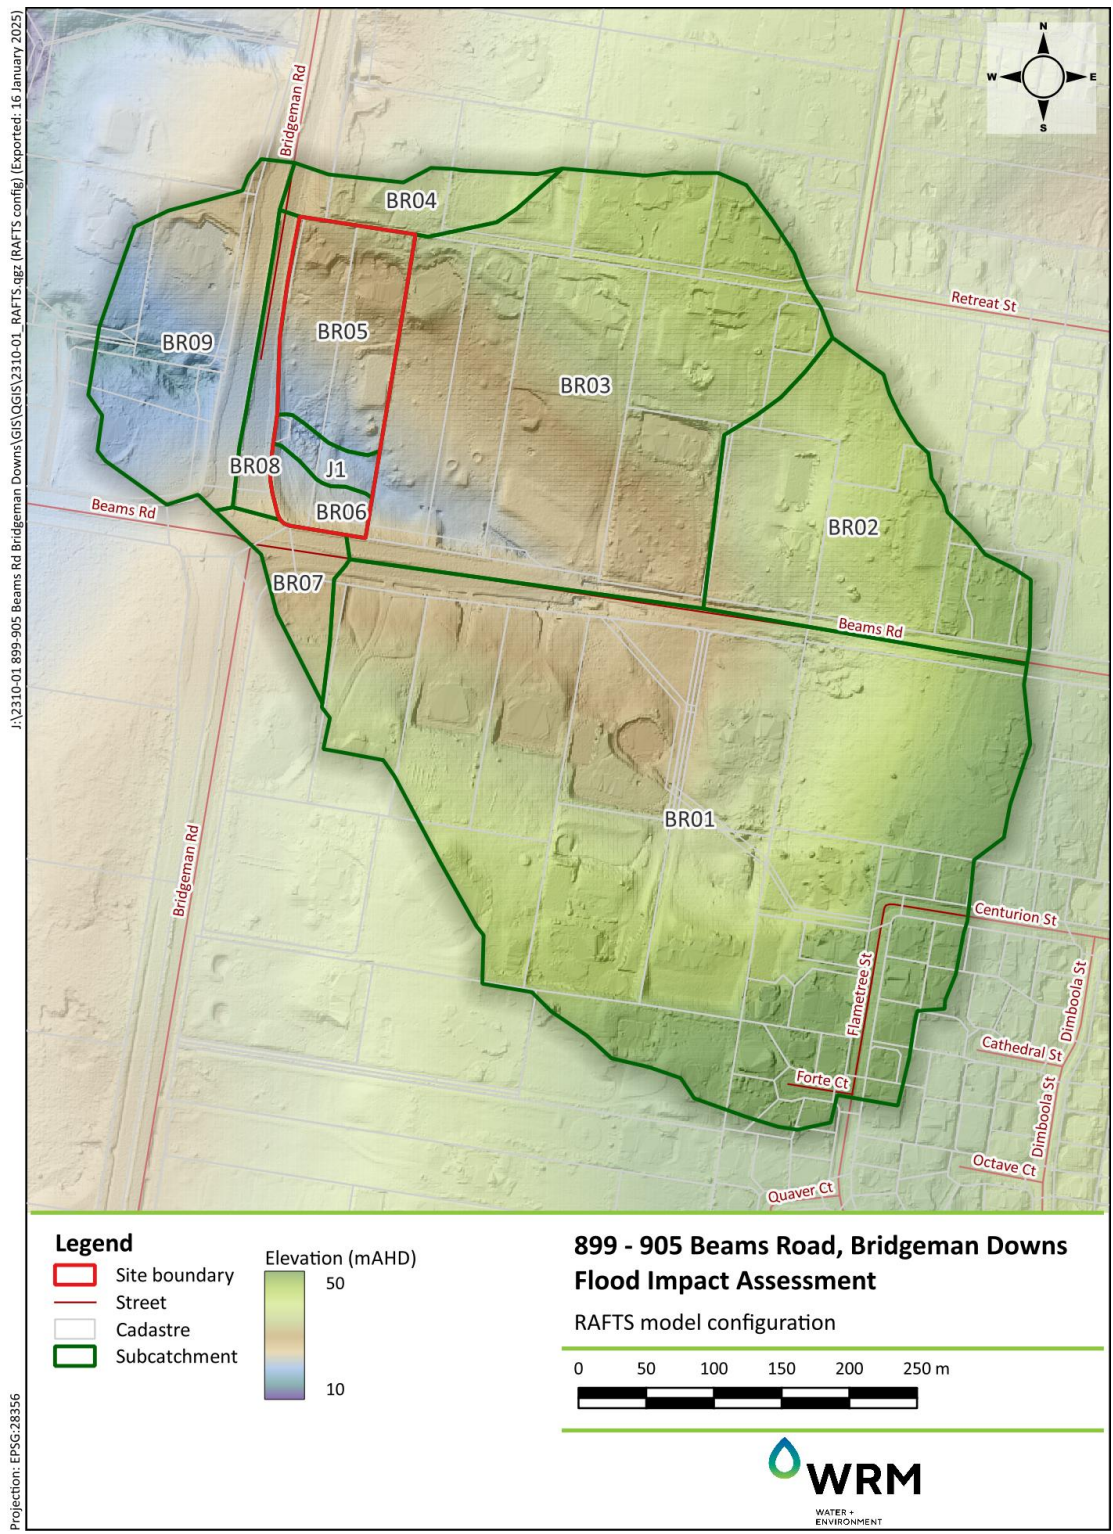 J:\2310-01 899-905 Beams Rd Bridgeman Downs\GIS\QGIS\2310-01_RAFTS.qgz (RAFTS config) (Exported: 16 January 2025)
Projection: EPSG:28356
N
W E
S
Bridgeman Rd
BR04
Retreat St
BR05
BR09
BR03
BR08
J1
BR06
Beams Rd
BR02
BR07
Beams Rd
BR01
Bridgeman Rd
Centurion St
Flametree St
Dimboola St
Cathedral St
Forte Ct
Dimboola St
Octave Ct
Quaver Ct
Legend
Site boundary
Street
Cadastre
Subcatchment
Elevation (mAHD)
50
10
899 - 905 Beams Road, Bridgeman Downs
Flood Impact Assessment
RAFTS model configuration
0 50 100 150 200 250 m
WRM
WATER +
ENVIRONMENT